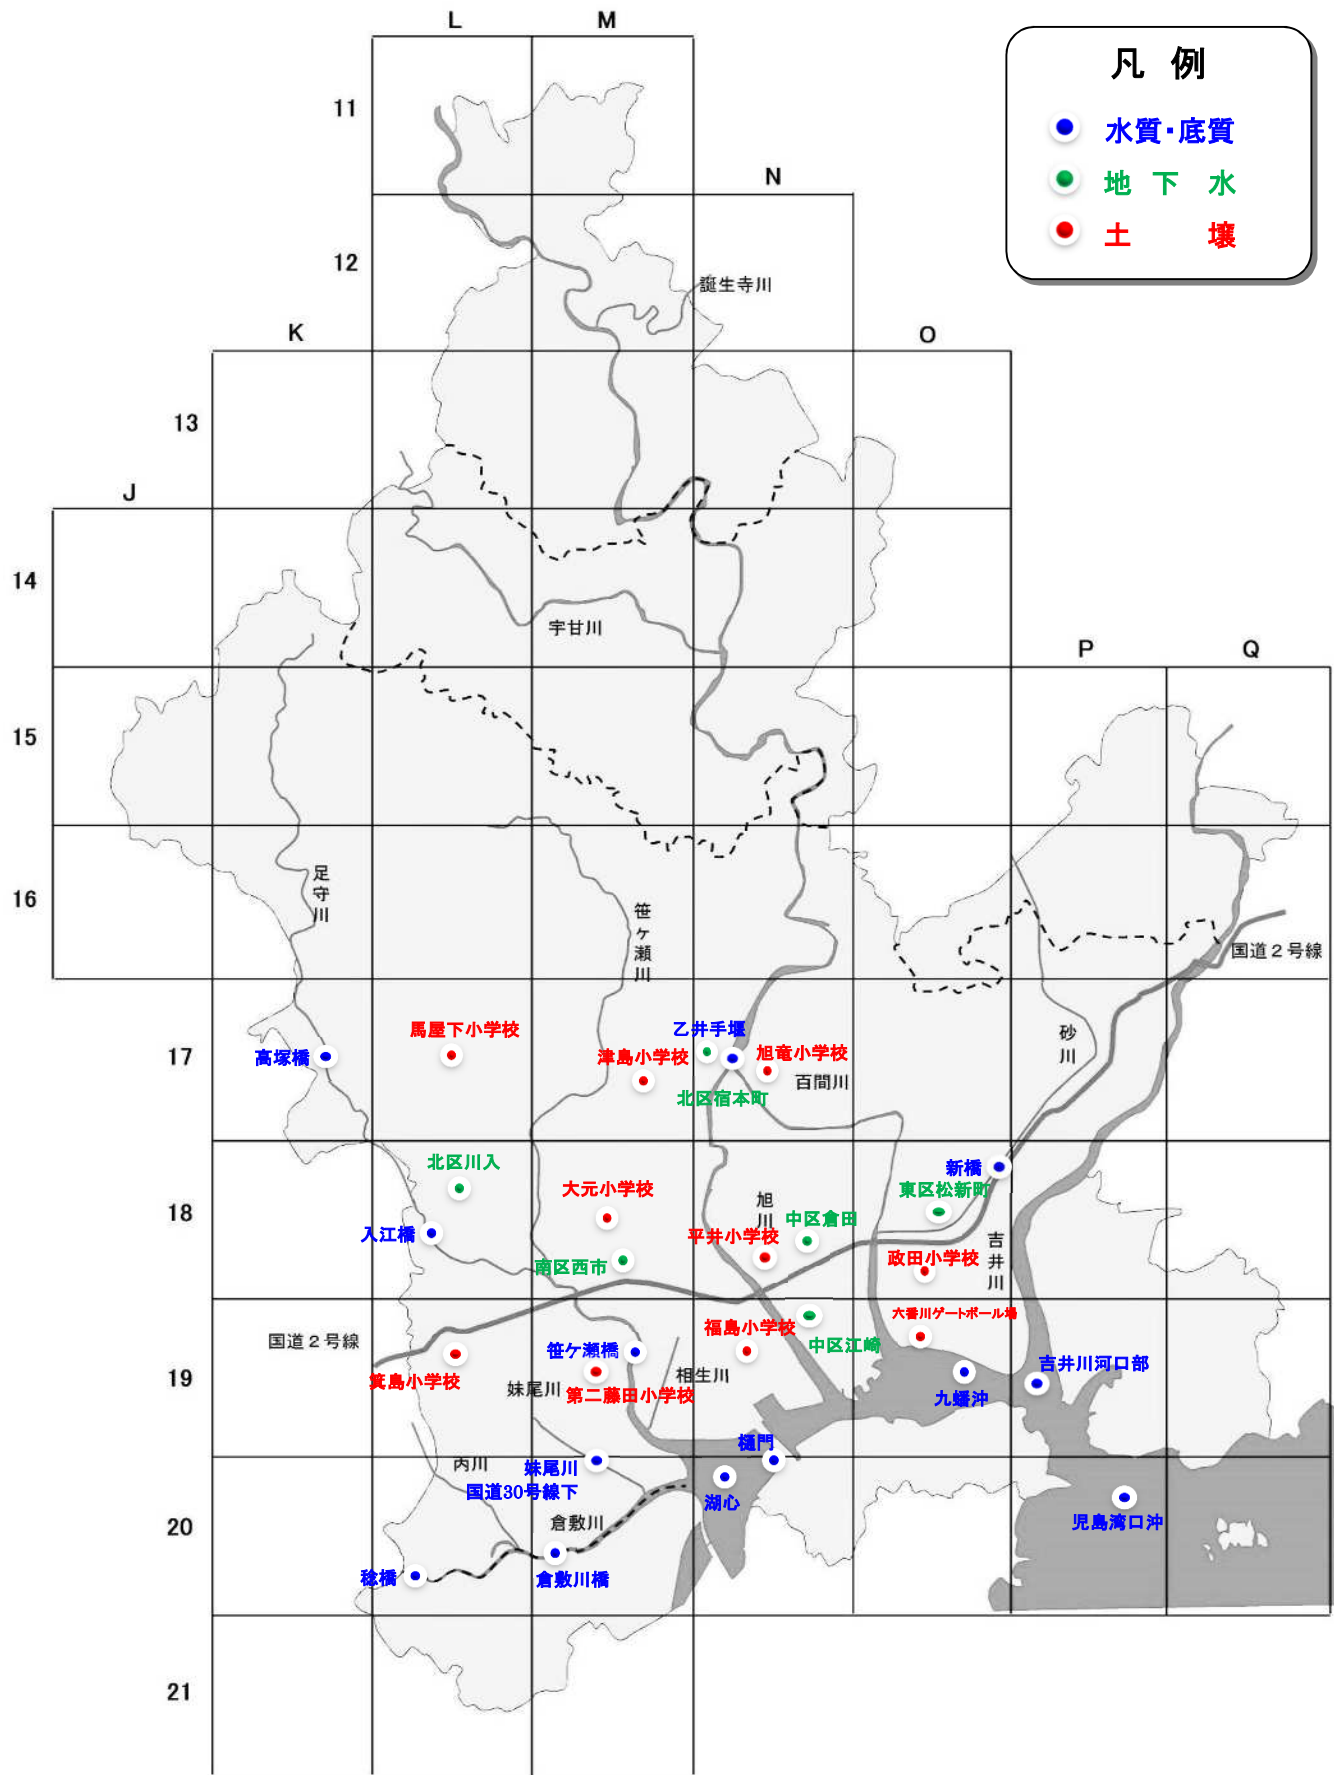 L
M
凡 例
水質・底質
地 下 水
土 壌
11
N
12
誕生寺川
K
O
13
J
14
宇甘川
P
Q
15
足守川
16
笹ヶ瀬川
国道2号線
馬屋下小学校
乙井手堰
高塚橋
17
津島小学校
旭竜小学校
砂川
北区宿本町
百間川
北区川入
新橋
大元小学校
東区松新町
18
旭川
中区倉田
入江橋
平井小学校
吉井川
南区西市
政田小学校
六番川ゲートボール場
国道2号線
福島小学校
中区江崎
笹ケ瀬橋
吉井川河口部
19
箕島小学校
妹尾川
相生川
第二藤田小学校
九蟠沖
樋門
内川
妹尾川
国道30号線下
湖心
20
倉敷川
児島湾口沖
稔橋
倉敷川橋
21